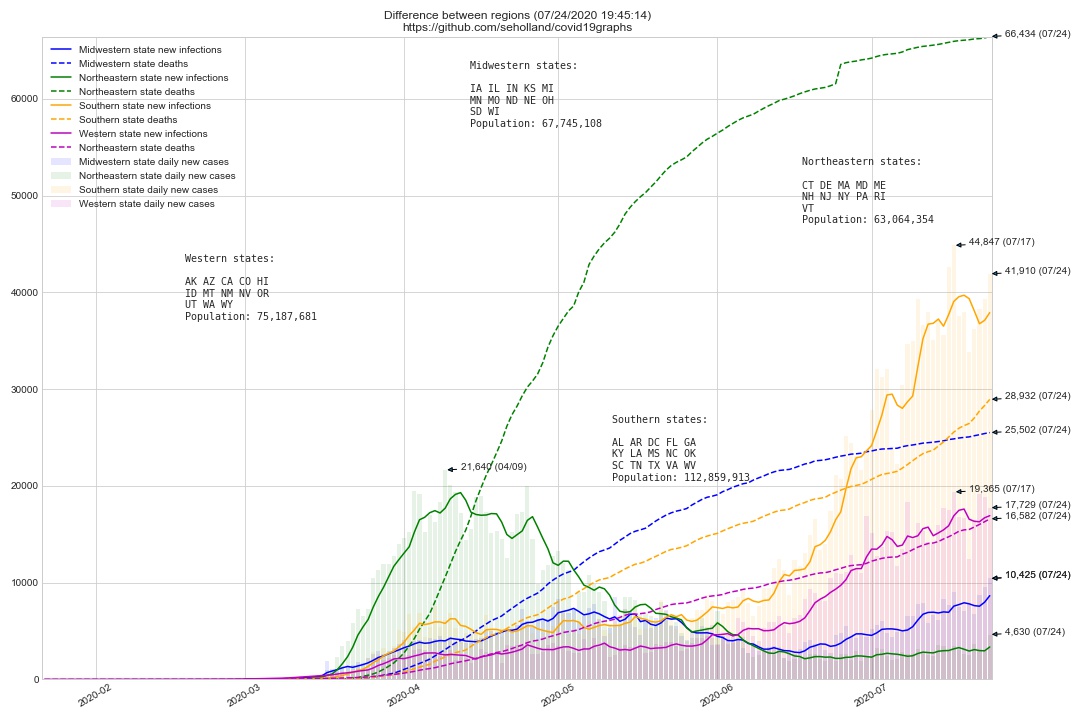 Difference between regions (07/24/2020 19:45:14)
https://github.com/seholland/covid19graphs
Midwestern state new infections
Midwestern state deaths
Northeastern state new infections
Northeastern state deaths
Southern state new infections
Southern state deaths
Western state new infections
Northeastern state deaths
Midwestern state daily new cases
Northeastern state daily new cases
Southern state daily new cases
Western state daily new cases
Midwestern states:
IA IL IN KS MI
MN MO ND NE OH
SD WI
Population: 67,745,108
Northeastern states:
CT DE MA MD ME
NH NJ NY PA RI
VT
Population: 63,064,354
Western states:
AK AZ CA CO HI
ID MT NM NV OR
UT WA WY
Population: 75,187,681
Southern states:
AL AR DC FL GA
KY LA MS NC OK
SC TN TX VA WV
Population: 112,859,913
66,434 (07/24)
44,847 (07/17)
41,910 (07/24)
28,932 (07/24)
25,502 (07/24)
21,640 (04/09)
19,365 (07/17)
17,729 (07/24)
16,582 (07/24)
10,425 (07/24)
4,630 (07/24)
60000
50000
40000
30000
20000
10000
0
2020-02
2020-03
2020-04
2020-05
2020-06
2020-07